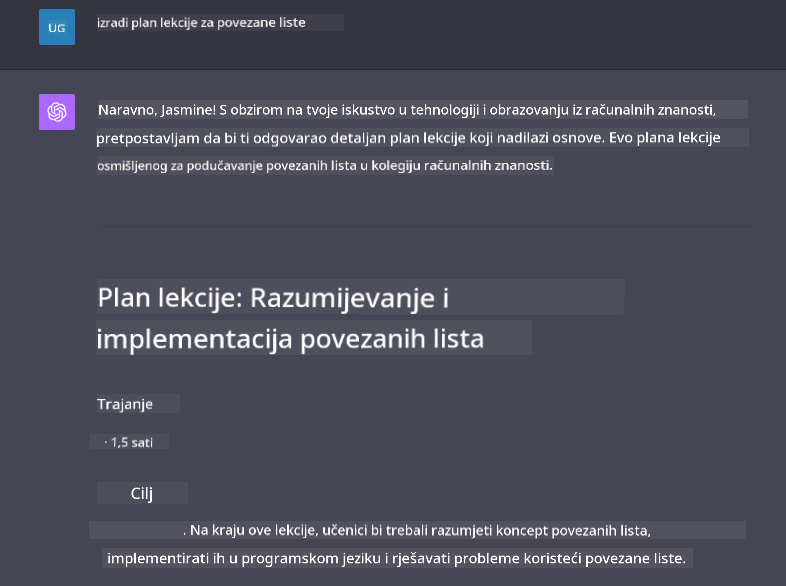 UG
izradi plan lekcije za povezane liste
Naravno, Jasmine! S obzirom na tvoje iskustvo u tehnologiji i obrazovanju iz računalnih znanosti,
pretpostavljam da bi ti odgovarao detaljan plan lekcije koji nadilazi osnove. Evo plana lekcije
osmišljenog za podučavanje povezanih lista u kolegiju računalnih znanosti.
Plan lekcije: Razumijevanje i
implementacija povezanih lista
Trajanje
· 1,5 sati
Cilj
. Na kraju ove lekcije, učenici bi trebali razumjeti koncept povezanih lista,
implementirati ih u programskom jeziku i rješavati probleme koristeći povezane liste.